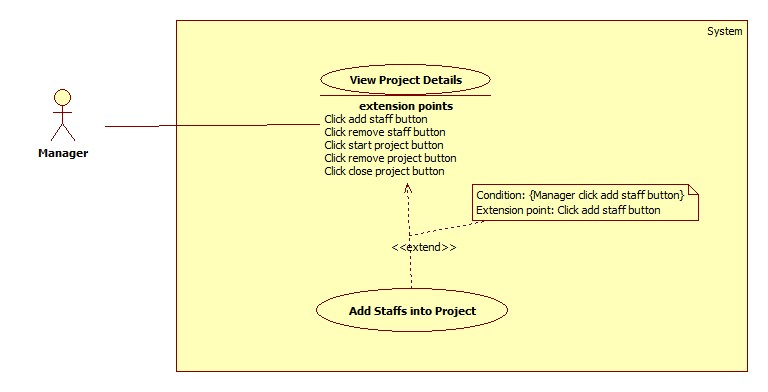 System
View Project Details
extension points
Click add staff button
Click remove staff button
Click start project button
Click remove project button
Click close project button
Manager
Condition: {Manager click add staff button}
Extension point: Click add staff button
<<extend>>
Add Staffs into Project